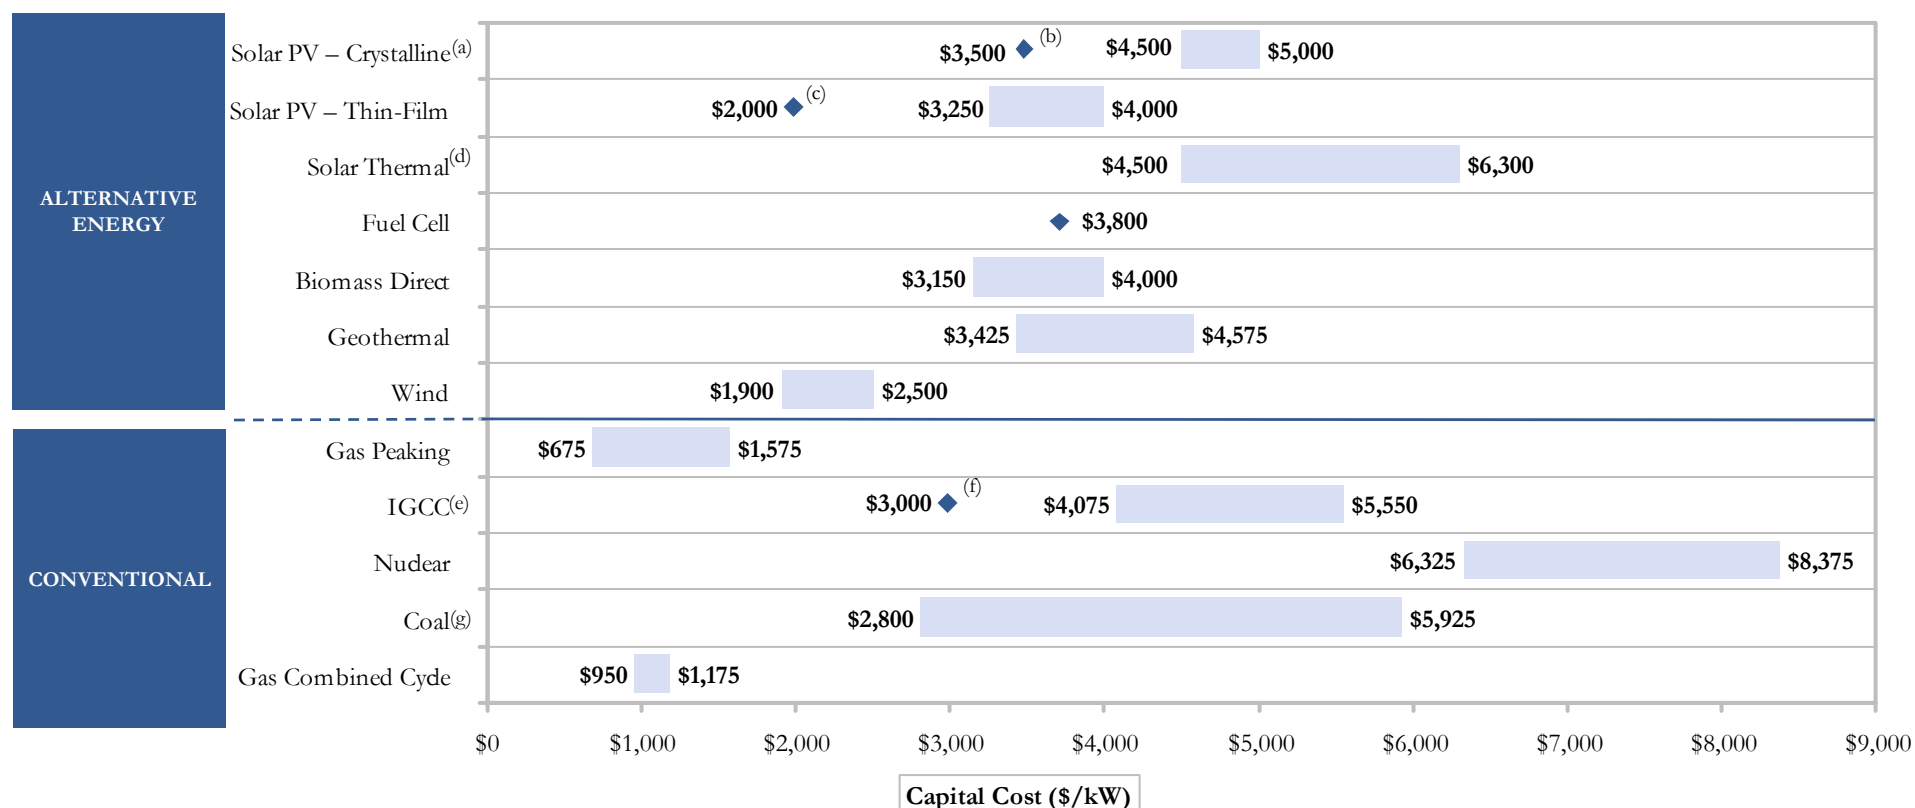 ALTERNATIVE
ENERGY
Solar PV – Crystalline(a) $3,500 (b) $4,500 $5,000
Solar PV – Thin-Film $2,000 (c) $3,250 $4,000
Solar Thermal(d) $4,500 $6,300
Fuel Cell $3,800
Biomass Direct $3,150 $4,000
Geothermal $3,425 $4,575
Wind $1,900 $2,500
CONVENTIONAL
Gas Peaking $675 $1,575
IGCC(e) $3,000 (f) $4,075 $5,550
Nuclear $6,325 $8,375
Coal(g) $2,800 $5,925
Gas Combined Cycle $950 $1,175
$0 $1,000 $2,000 $3,000 $4,000 $5,000 $6,000 $7,000 $8,000 $9,000
Capital Cost ($/kW)